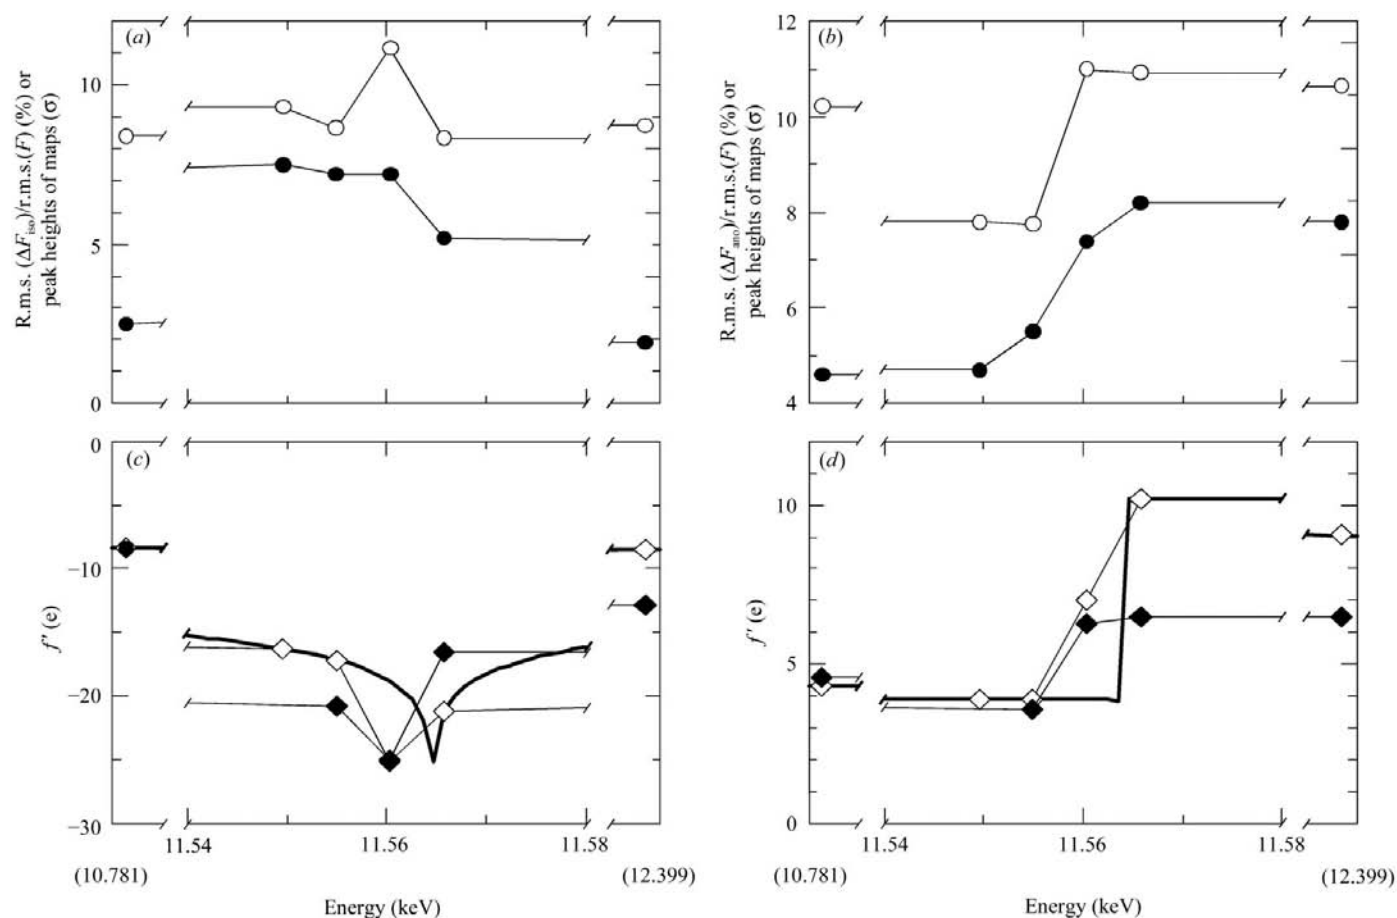 (a)
R.m.s. (ΔF_iso)/r.m.s.(F) (%) or
peak heights of maps (σ)
10
5
0
(b)
R.m.s. (ΔF_ano)/r.m.s.(F) (%) or
peak heights of maps (σ)
12
10
8
6
4
(c)
f′ (e)
0
−10
−20
−30
11.54
11.56
11.58
(10.781)
(12.399)
Energy (keV)
(d)
f′ (e)
10
5
0
11.54
11.56
11.58
(10.781)
(12.399)
Energy (keV)